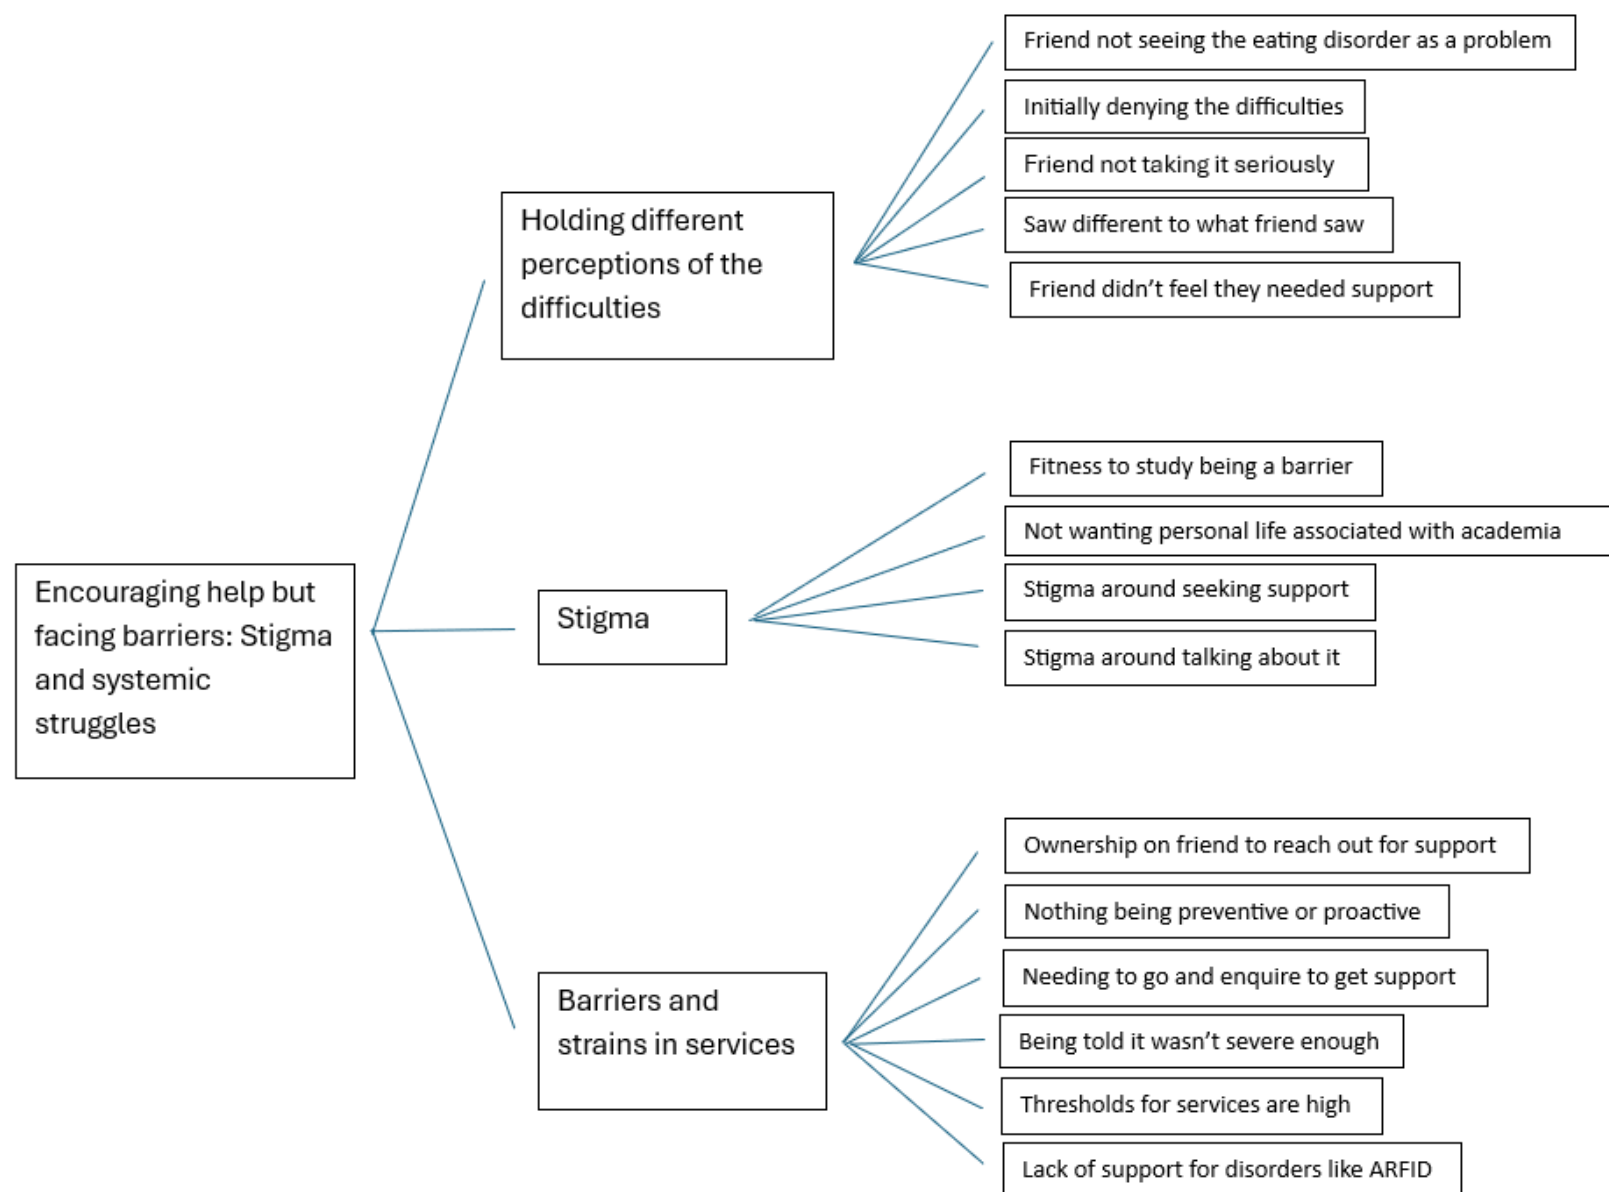 Friend not seeing the eating disorder as a problem
Initially denying the difficulties
Friend not taking it seriously
Saw different to what friend saw
Friend didn’t feel they needed support
Holding different
perceptions of the
difficulties
Fitness to study being a barrier
Not wanting personal life associated with academia
Stigma around seeking support
Stigma around talking about it
Stigma
Encouraging help but
facing barriers: Stigma
and systemic
struggles
Ownership on friend to reach out for support
Nothing being preventive or proactive
Needing to go and enquire to get support
Being told it wasn’t severe enough
Thresholds for services are high
Lack of support for disorders like ARFID
Barriers and
strains in services